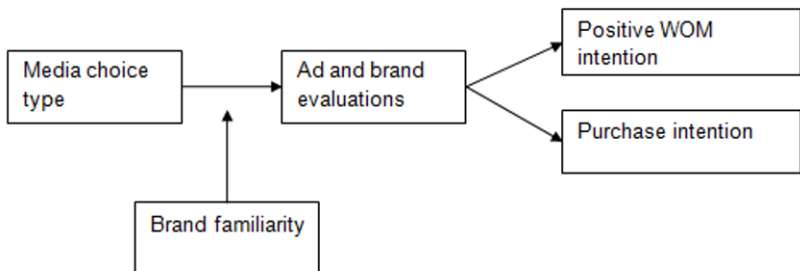 Media choice
type
Ad and brand
evaluations
Positive WOM
intention
Purchase intention
Brand familiarity